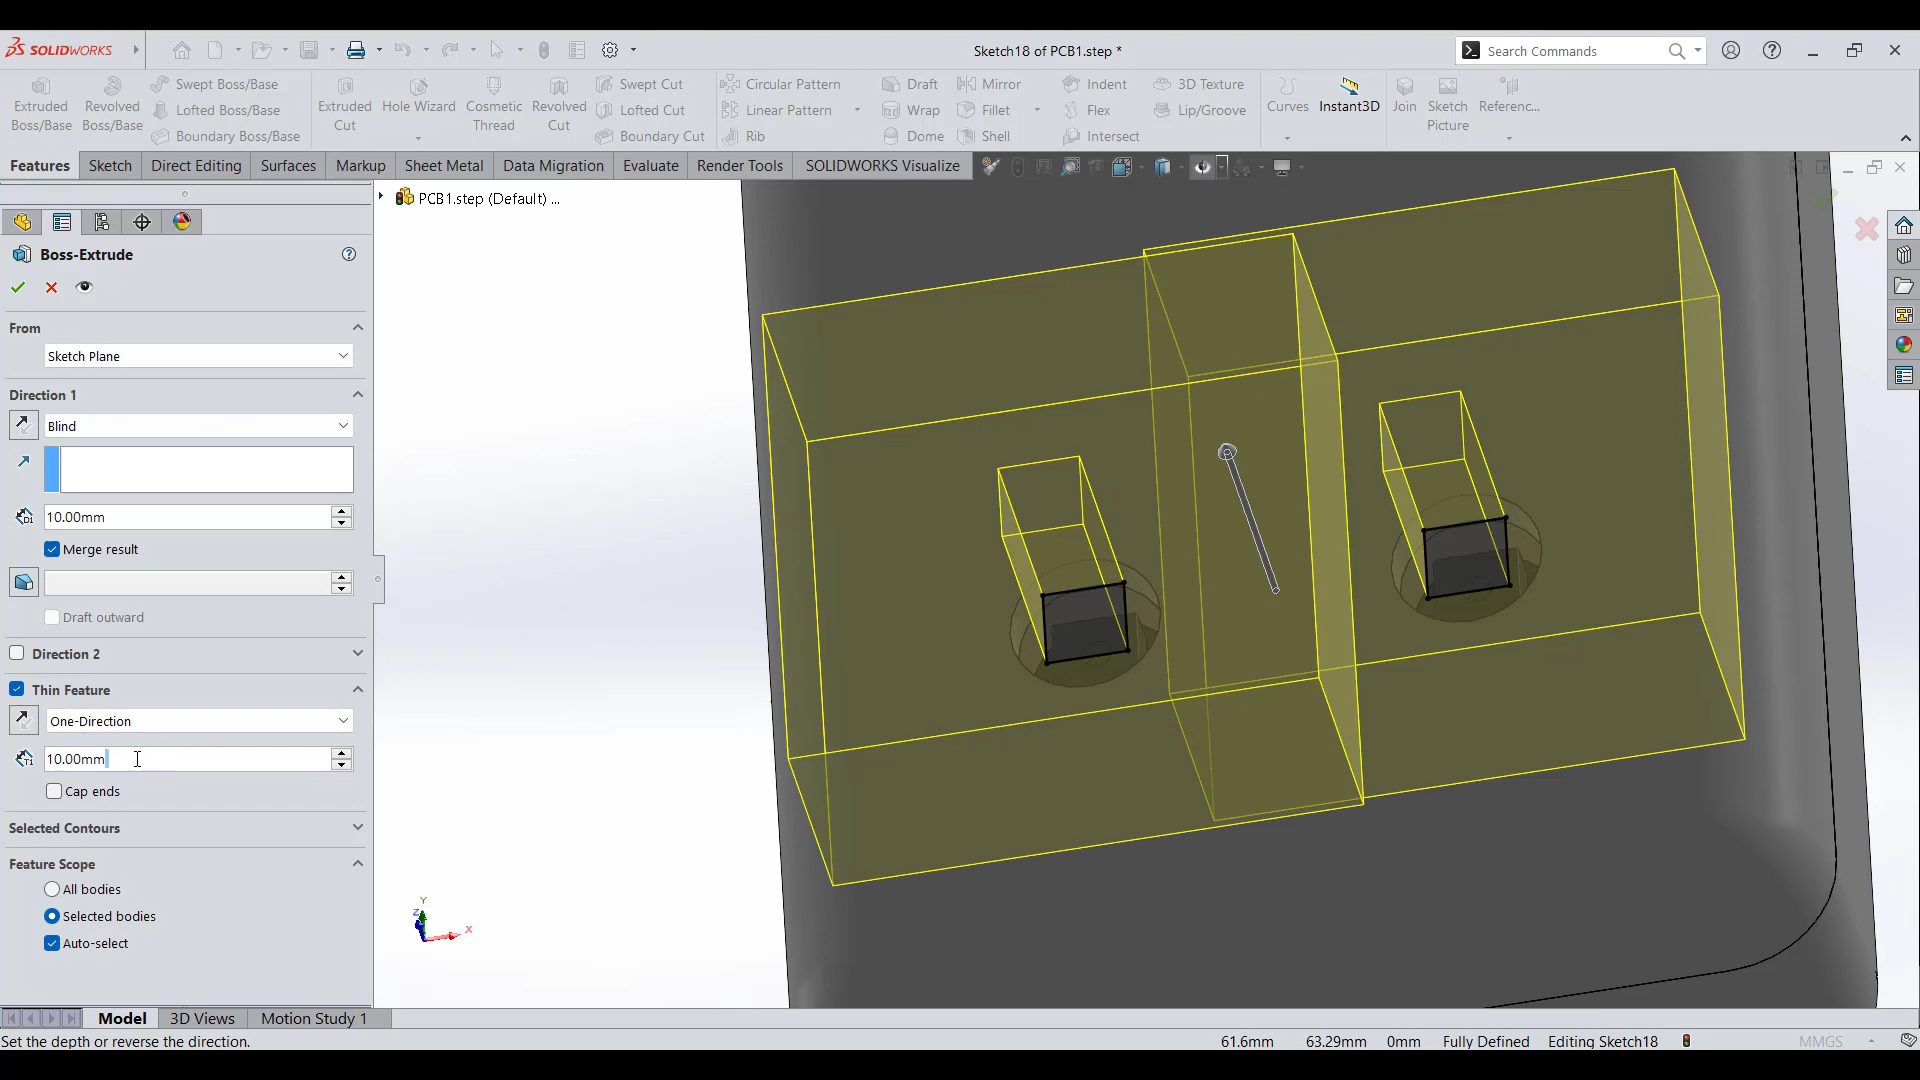 SOLIDWORKS
Sketch18 of PCB1.step *
Search Commands
Extruded
Boss/Base
Revolved
Boss/Base
Swept Boss/Base
Lofted Boss/Base
Boundary Boss/Base
Extruded
Cut
Hole Wizard
Cosmetic
Thread
Revolved
Cut
Swept Cut
Lofted Cut
Boundary Cut
Circular Pattern
Linear Pattern
Rib
Draft
Wrap
Dome
Mirror
Fillet
Shell
Indent
Flex
Intersect
3D Texture
Lip/Groove
Curves
Instant3D
Join
Sketch
Picture
Referenc...
Features
Sketch
Direct Editing
Surfaces
Markup
Sheet Metal
Data Migration
Evaluate
Render Tools
SOLIDWORKS Visualize
PCB1.step (Default) ...
Boss-Extrude
From
Sketch Plane
Direction 1
Blind
10.00mm
Merge result
Draft outward
Direction 2
Thin Feature
One-Direction
10.00mm
Cap ends
Selected Contours
Feature Scope
All bodies
Selected bodies
Auto-select
Y
Z
X
Model
3D Views
Motion Study 1
Set the depth or reverse the direction.
61.6mm
63.29mm
0mm
Fully Defined
Editing Sketch18
MMGS